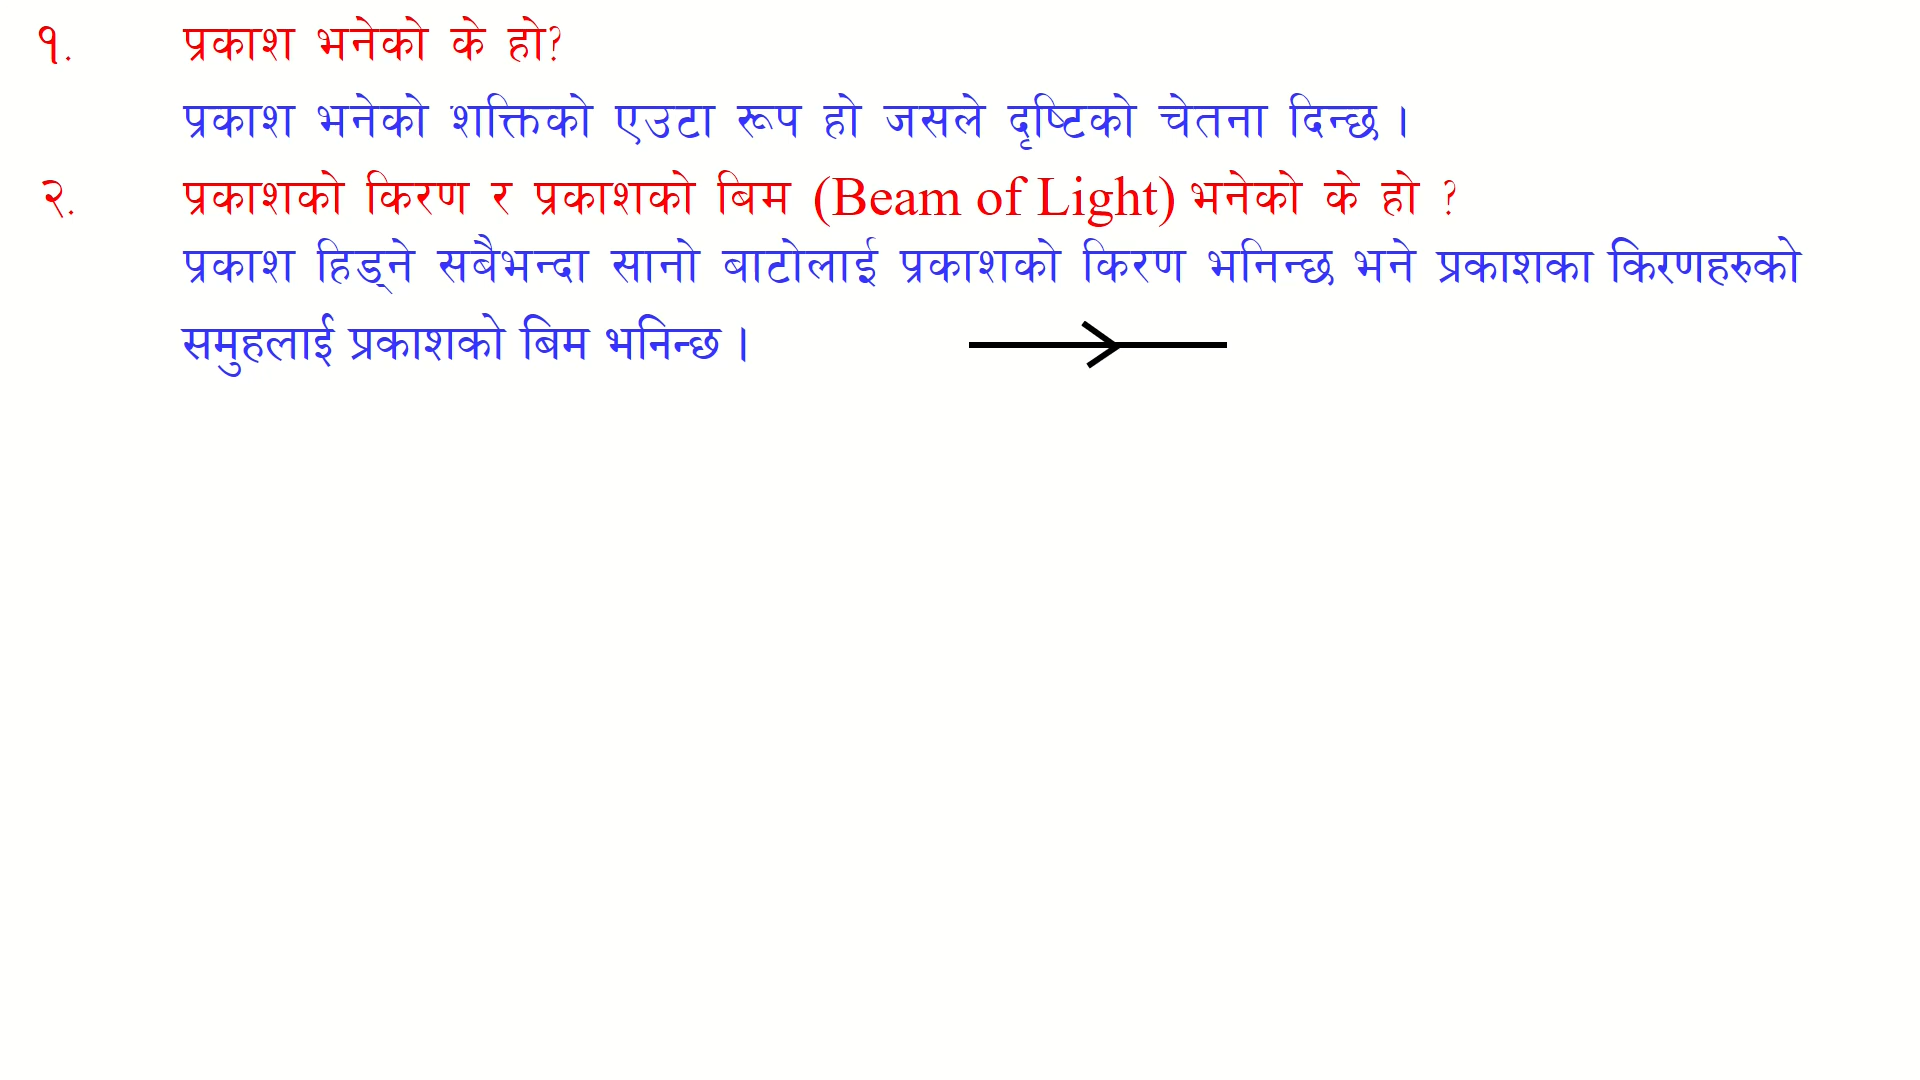 १. प्रकाश भनेको के हो?
प्रकाश भनेको शक्तिको एउटा रूप हो जसले दृष्टिको चेतना दिन्छ ।
२. प्रकाशको किरण र प्रकाशको बिम (Beam of Light) भनेको के हो ?
प्रकाश हिड्ने सबैभन्दा सानो बाटोलाई प्रकाशको किरण भनिन्छ भने प्रकाशका किरणहरुको
समुहलाई प्रकाशको बिम भनिन्छ ।